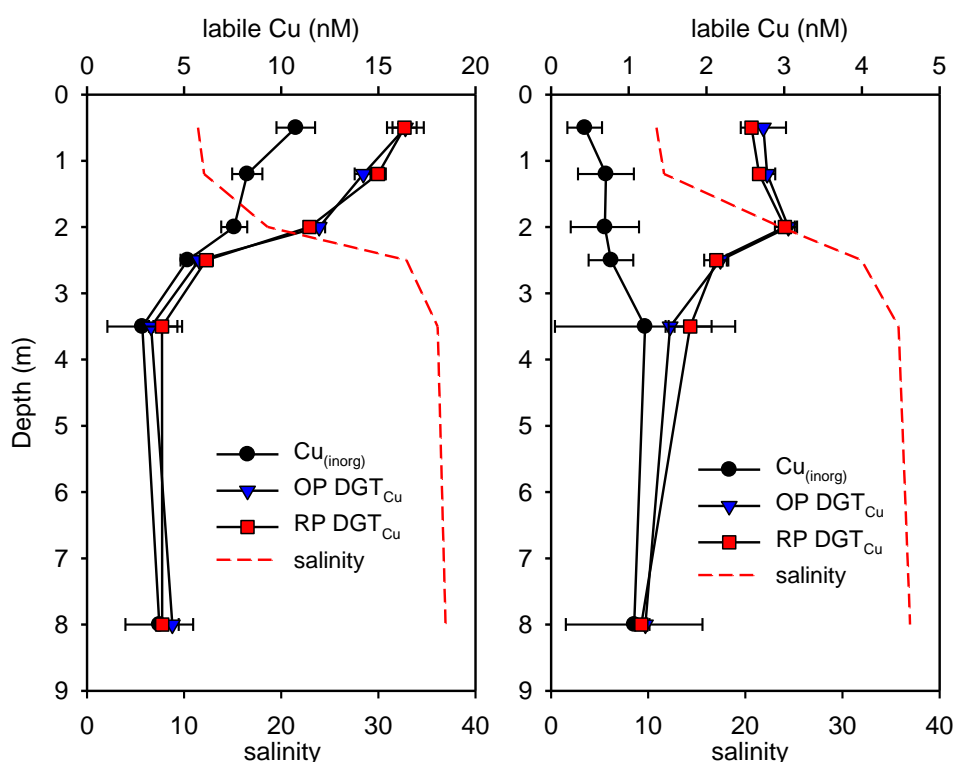 labile Cu (nM)
0 5 10 15 20
0
1
2
3
4
5
6
7
8
9
Depth (m)
Cu(inorg)
OP DGTCu
RP DGTCu
salinity
0 10 20 30 40
salinity
labile Cu (nM)
0 1 2 3 4 5
Cu(inorg)
OP DGTCu
RP DGTCu
salinity
0 10 20 30 40
salinity